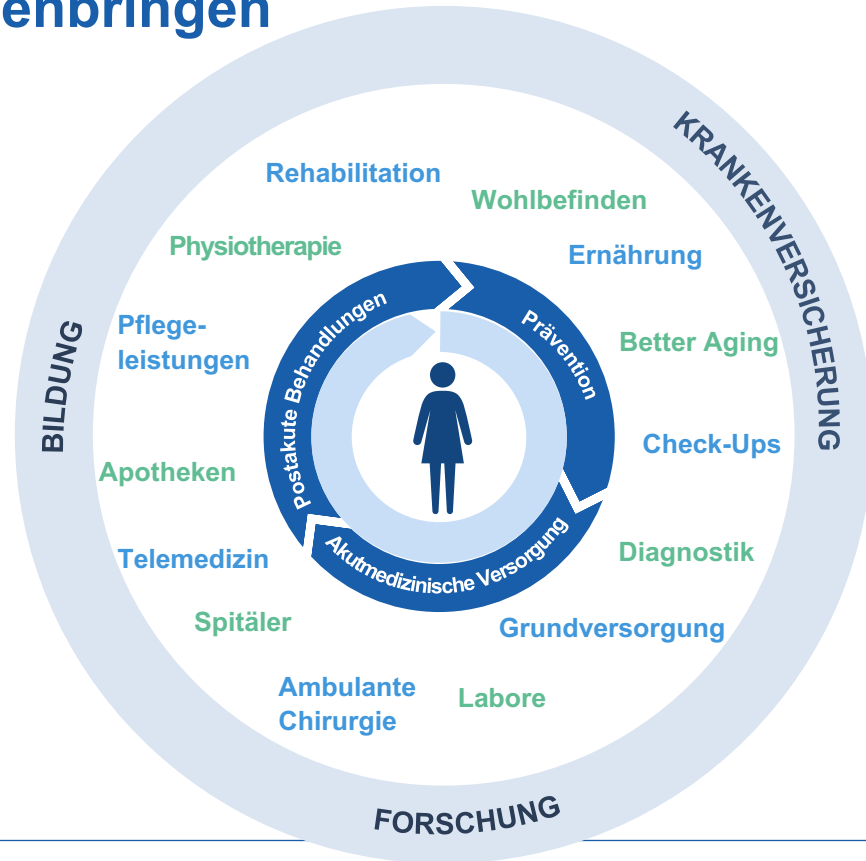 enbringen
KRANKENVERSICHERUNG
Rehabilitation
Wohlbefinden
Physiotherapie
Ernährung
Postakute Behandlungen
Prävention
Pflege-
leistungen
BILDUNG
Better Aging
Check-Ups
Apotheken
Akutmedizinische Versorgung
Diagnostik
Telemedizin
Spitäler
Grundversorgung
Ambulante
Chirurgie
Labore
FORSCHUNG